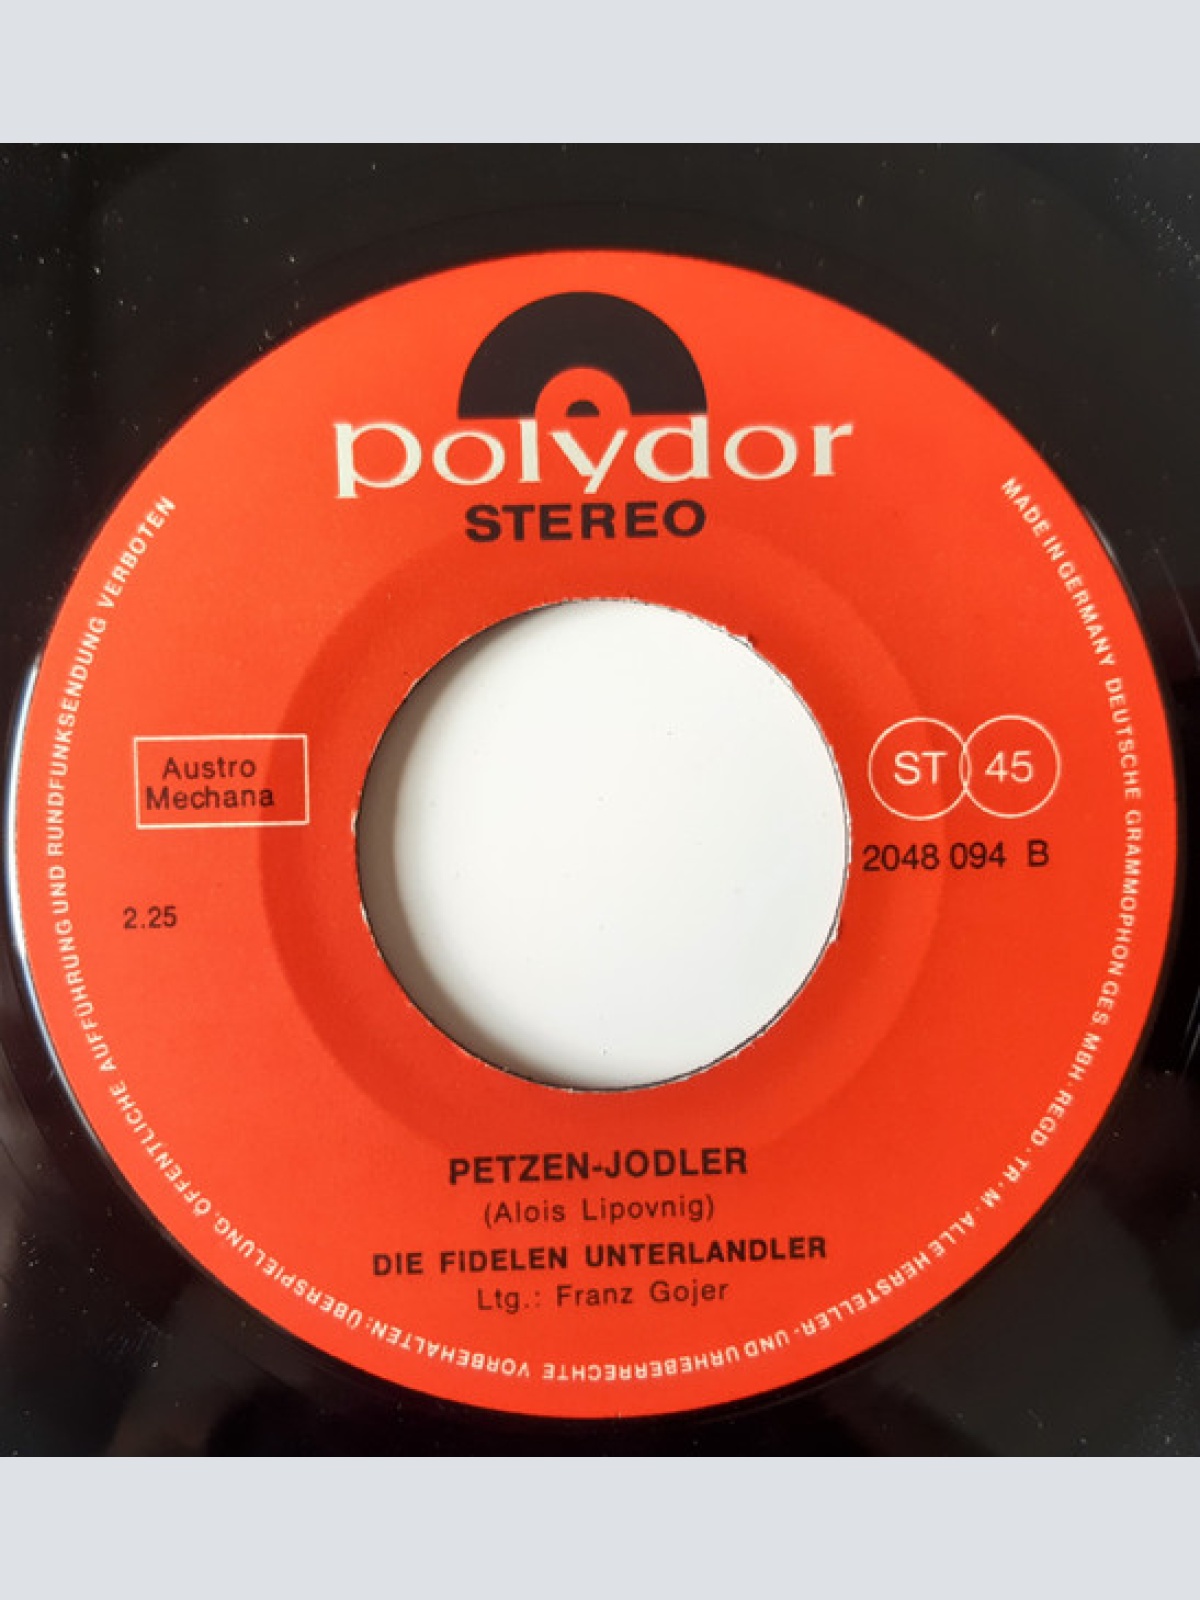 polydor
STEREO
Austro
Mechana
ST 45
2048 094 B
2.25
PETZEN-JODLER
(Alois Lipovnig)
DIE FIDELEN UNTERLANDLER
Ltg.: Franz Gojer
MADE IN GERMANY DEUTSCHE GRAMMOPHON GES. MBH · REGD · TR · M · ALLE HERSTELLER- UND URHEBERRECHTE VORBEHALTEN: ÜBERSPIELUNG, ÖFFENTLICHE AUFFÜHRUNG UND RUNDFUNKSENDUNG VERBOTEN